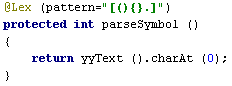 @Lex (pattern="[(){}.]")
protected int parseSymbol ()
{
    return yyText ().charAt (0);
}